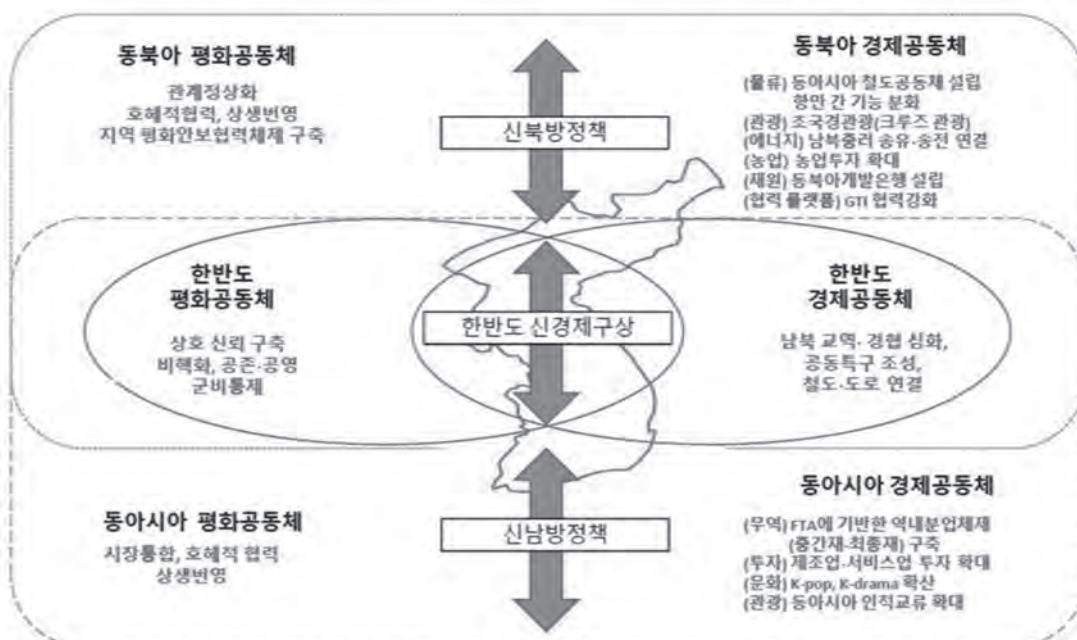 동북아 평화공동체
관계정상화
호혜적협력, 상생번영
지역 평화안보협력체제 구축
신북방정책
동북아 경제공동체
(물류) 동아시아 철도공동체 설립
항만 간 기능 분화
(관광) 초국경관광(크루즈 관광)
(에너지) 남북중러 송유·송전 연결
(농업) 농업투자 확대
(재원) 동북아개발은행 설립
(협력 플랫폼) GTI 협력강화
한반도
평화공동체
상호 신뢰 구축
비핵화, 공존·공영
군비통제
한반도 신경제구상
한반도
경제공동체
남북 교역·경협 심화,
공동특구 조성,
철도·도로 연결
동아시아 평화공동체
시장통합, 호혜적 협력
상생번영
신남방정책
동아시아 경제공동체
(무역) FTA에 기반한 역내분업체재
(중간재-최종재) 구축
(투자) 제조업·서비스업 투자 확대
(문화) K-pop, K-drama 확산
(관광) 동아시아 인적교류 확대